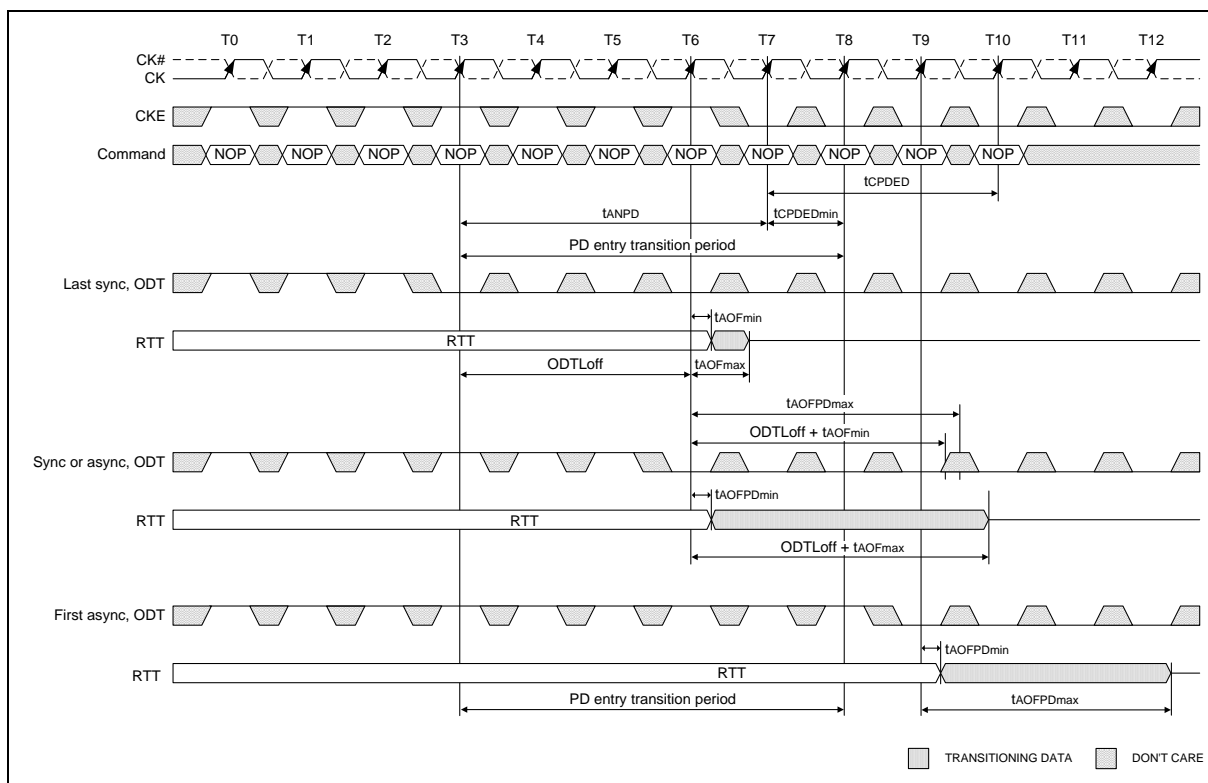 T0 T1 T2 T3 T4 T5 T6 T7 T8 T9 T10 T11 T12
CK#
CK
CKE
Command NOP NOP NOP NOP NOP NOP NOP NOP NOP NOP NOP
tCPDED
tANPD tCPDEDmin
PD entry transition period
Last sync, ODT
tAOFmin
RTT RTT
ODTLoff tAOFmax
tAOFPDmax
ODTLoff + tAOFmin
Sync or async, ODT
tAOFPDmin
RTT RTT
ODTLoff + tAOFmax
First async, ODT
tAOFPDmin
RTT RTT
PD entry transition period tAOFPDmax
TRANSITIONING DATA DON'T CARE